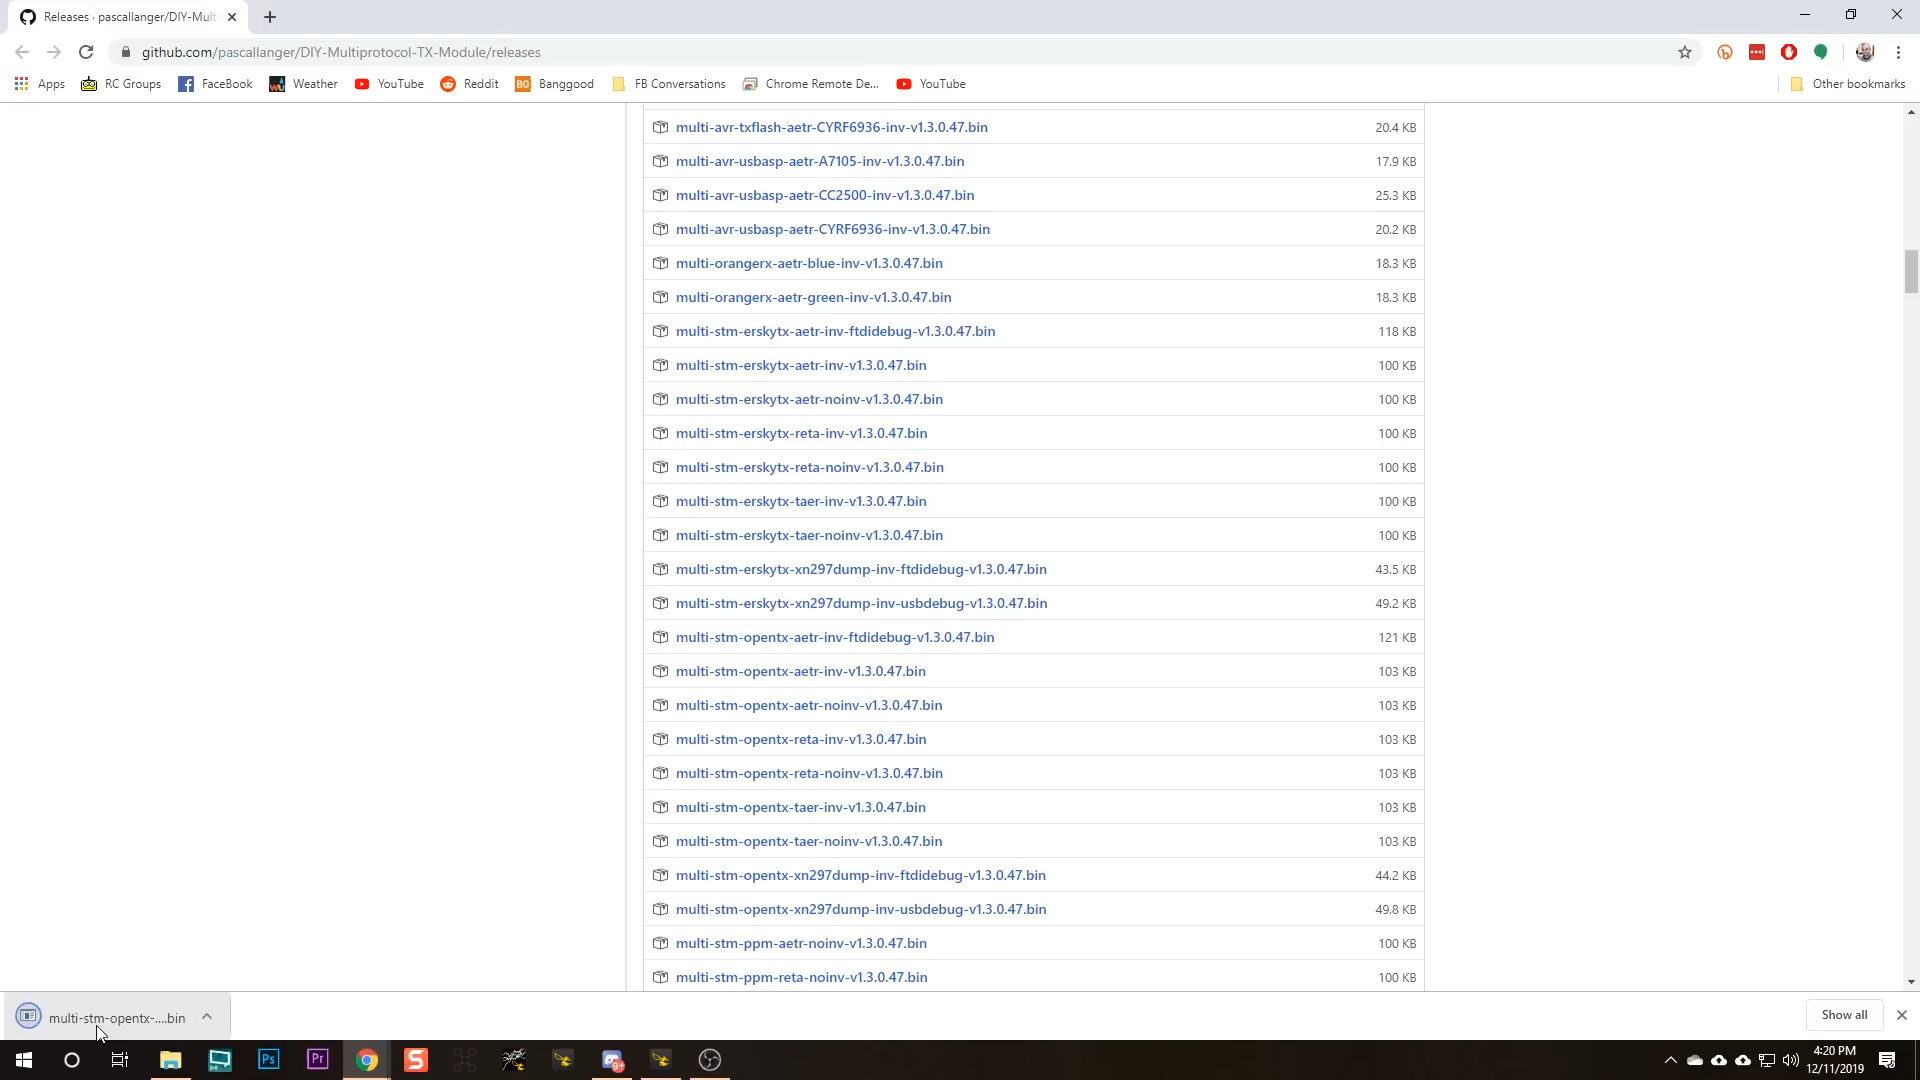 Releases · pascallanger/DIY-Mult
github.com/pascallanger/DIY-Multiprotocol-TX-Module/releases
Apps RC Groups FaceBook Weather YouTube Reddit BG Banggood FB Conversations Chrome Remote De... YouTube Other bookmarks
multi-avr-txflash-aetr-CYRF6936-inv-v1.3.0.47.bin 20.4 KB
multi-avr-usbasp-aetr-A7105-inv-v1.3.0.47.bin 17.9 KB
multi-avr-usbasp-aetr-CC2500-inv-v1.3.0.47.bin 25.3 KB
multi-avr-usbasp-aetr-CYRF6936-inv-v1.3.0.47.bin 20.2 KB
multi-orangerx-aetr-blue-inv-v1.3.0.47.bin 18.3 KB
multi-orangerx-aetr-green-inv-v1.3.0.47.bin 18.3 KB
multi-stm-erskytx-aetr-inv-ftdidebug-v1.3.0.47.bin 118 KB
multi-stm-erskytx-aetr-inv-v1.3.0.47.bin 100 KB
multi-stm-erskytx-aetr-noinv-v1.3.0.47.bin 100 KB
multi-stm-erskytx-reta-inv-v1.3.0.47.bin 100 KB
multi-stm-erskytx-reta-noinv-v1.3.0.47.bin 100 KB
multi-stm-erskytx-taer-inv-v1.3.0.47.bin 100 KB
multi-stm-erskytx-taer-noinv-v1.3.0.47.bin 100 KB
multi-stm-erskytx-xn297dump-inv-ftdidebug-v1.3.0.47.bin 43.5 KB
multi-stm-erskytx-xn297dump-inv-usbdebug-v1.3.0.47.bin 49.2 KB
multi-stm-opentx-aetr-inv-ftdidebug-v1.3.0.47.bin 121 KB
multi-stm-opentx-aetr-inv-v1.3.0.47.bin 103 KB
multi-stm-opentx-aetr-noinv-v1.3.0.47.bin 103 KB
multi-stm-opentx-reta-inv-v1.3.0.47.bin 103 KB
multi-stm-opentx-reta-noinv-v1.3.0.47.bin 103 KB
multi-stm-opentx-taer-inv-v1.3.0.47.bin 103 KB
multi-stm-opentx-taer-noinv-v1.3.0.47.bin 103 KB
multi-stm-opentx-xn297dump-inv-ftdidebug-v1.3.0.47.bin 44.2 KB
multi-stm-opentx-xn297dump-inv-usbdebug-v1.3.0.47.bin 49.8 KB
multi-stm-ppm-aetr-noinv-v1.3.0.47.bin 100 KB
multi-stm-ppm-reta-noinv-v1.3.0.47.bin 100 KB
multi-stm-opentx-....bin Show all
Ps Pr S 9+ 4:20 PM
12/11/2019